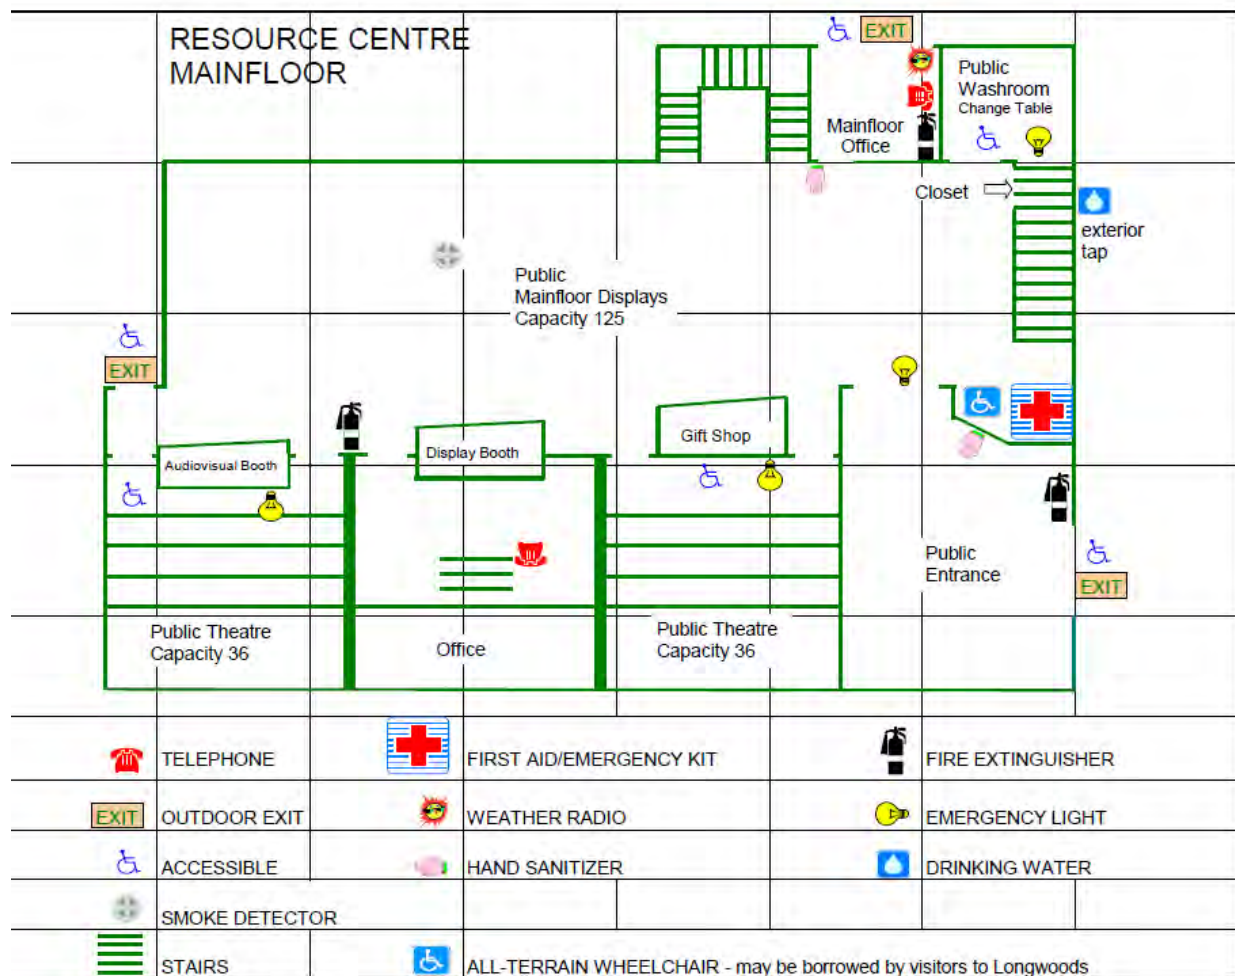 RESOURCE CENTRE
MAINFLOOR
EXIT
Public
Washroom
Change Table
Mainfloor
Office
Closet
exterior
tap
Public
Mainfloor Displays
Capacity 125
EXIT
Gift Shop
Display Booth
Audiovisual Booth
Public
Entrance
EXIT
Public Theatre
Capacity 36
Office
Public Theatre
Capacity 36
TELEPHONE
FIRST AID/EMERGENCY KIT
FIRE EXTINGUISHER
EXIT OUTDOOR EXIT
WEATHER RADIO
EMERGENCY LIGHT
ACCESSIBLE
HAND SANITIZER
DRINKING WATER
SMOKE DETECTOR
STAIRS
ALL-TERRAIN WHEELCHAIR - may be borrowed by visitors to Longwoods